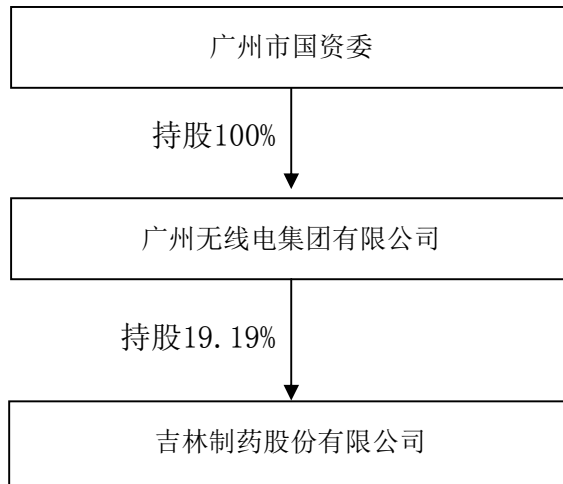 广州市国资委
持股100%
广州无线电集团有限公司
持股19.19%
吉林制药股份有限公司